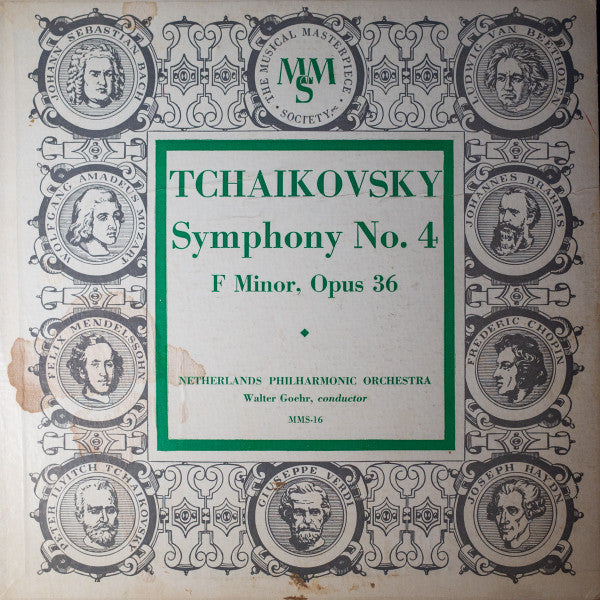 JOHANN SEBASTIAN BACH
THE MUSICAL MASTERPIECE
MMS
SOCIETY, INC.
LUDWIG VAN BEETHOVEN
WOLFGANG AMADEUS MOZART
JOHANNES BRAHMS
TCHAIKOVSKY
Symphony No. 4
F Minor, Opus 36
NETHERLANDS PHILHARMONIC ORCHESTRA
Walter Goehr, conductor
MMS-16
FELIX MENDELSSOHN
FREDERIC CHOPIN
PETER ILYITCH TCHAIKOVSKY
GIUSEPPE VERDI
JOSEPH HAYDN